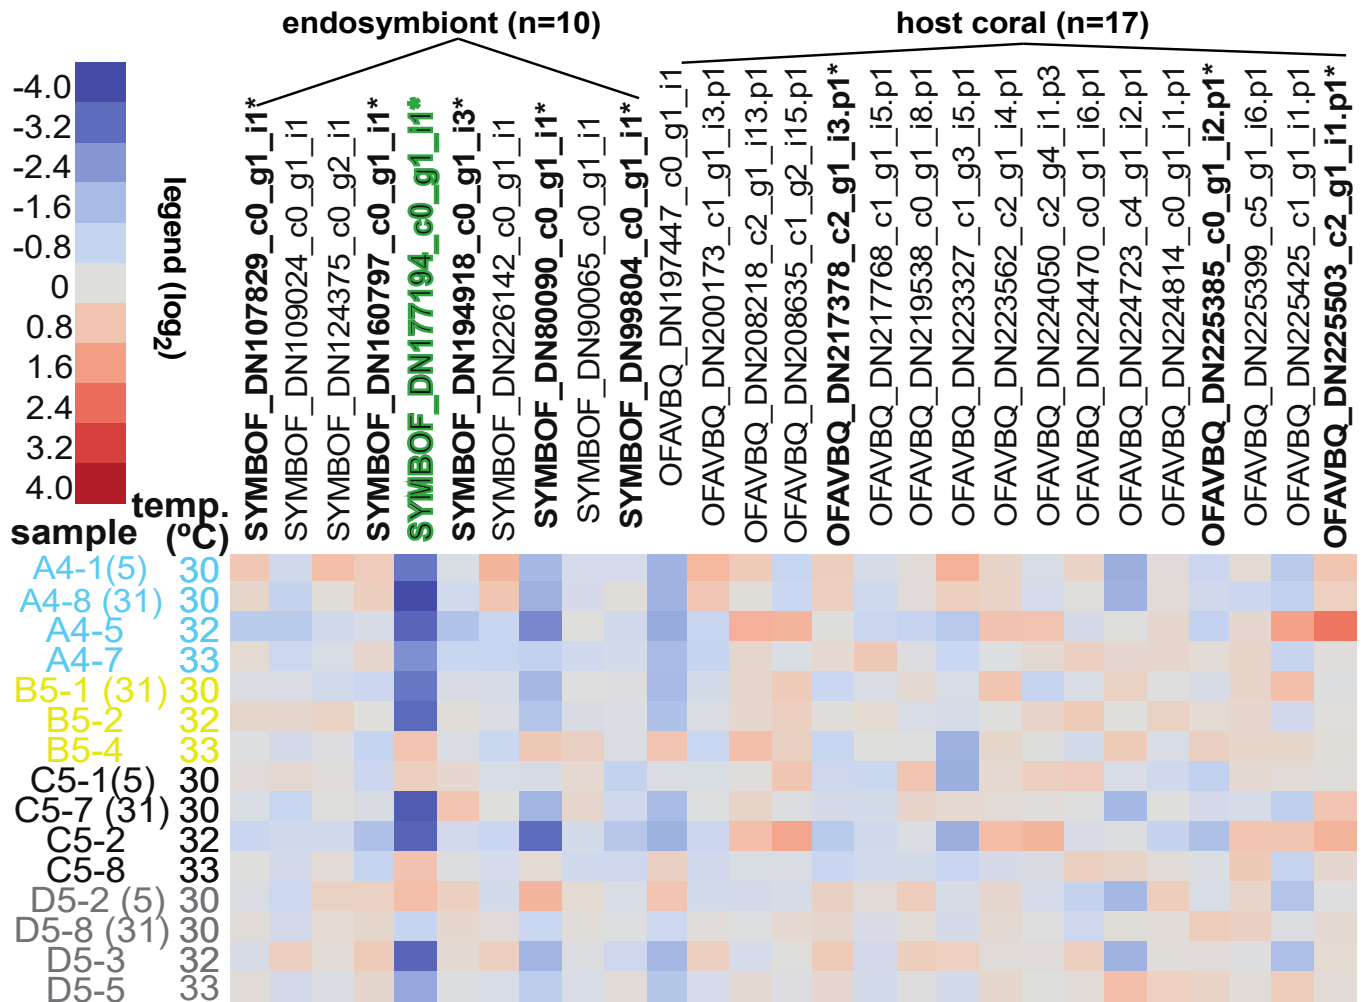 endosymbiont (n=10)
host coral (n=17)
-4.0
-3.2
-2.4
-1.6
-0.8
0
0.8
1.6
2.4
3.2
4.0
legend (log2)
SYMBOF_DN107829_c0_g1_i1*
SYMBOF_DN109024_c0_g1_i1
SYMBOF_DN124375_c0_g2_i1
SYMBOF_DN160797_c0_g1_i1*
SYMBOF_DN177194_c0_g1_i1*
SYMBOF_DN194918_c0_g1_i3*
SYMBOF_DN226142_c0_g1_i1
SYMBOF_DN80090_c0_g1_i1*
SYMBOF_DN90065_c0_g1_i1
SYMBOF_DN99804_c0_g1_i1*
OFAVBQ_DN197447_c0_g1_i1
OFAVBQ_DN200173_c1_g1_i3.p1
OFAVBQ_DN208218_c2_g1_i13.p1
OFAVBQ_DN208635_c1_g2_i15.p1
OFAVBQ_DN217378_c2_g1_i3.p1*
OFAVBQ_DN217768_c1_g1_i5.p1
OFAVBQ_DN219538_c0_g1_i8.p1
OFAVBQ_DN223327_c1_g3_i5.p1
OFAVBQ_DN223562_c2_g1_i4.p1
OFAVBQ_DN224050_c2_g4_i1.p3
OFAVBQ_DN224470_c0_g1_i6.p1
OFAVBQ_DN224723_c4_g1_i2.p1
OFAVBQ_DN224814_c0_g1_i1.p1
OFAVBQ_DN225385_c0_g1_i2.p1*
OFAVBQ_DN225399_c5_g1_i6.p1
OFAVBQ_DN225425_c1_g1_i1.p1
OFAVBQ_DN225503_c2_g1_i1.p1*
sample temp. (ºC)
A4-1(5) 30
A4-8 (31) 30
A4-5 32
A4-7 33
B5-1 (31) 30
B5-2 32
B5-4 33
C5-1(5) 30
C5-7 (31) 30
C5-2 32
C5-8 33
D5-2 (5) 30
D5-8 (31) 30
D5-3 32
D5-5 33